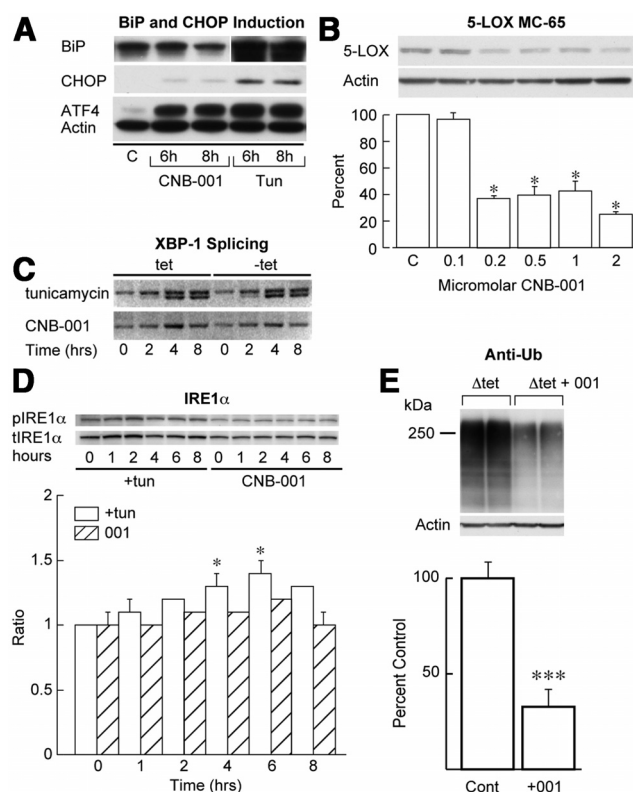 A
BiP and CHOP Induction
BiP
CHOP
ATF4
Actin
C 6h 8h 6h 8h
CNB-001 Tun
B
5-LOX MC-65
5-LOX
Actin
100
80
60
40
20
0
Percent
* * * *
C 0.1 0.2 0.5 1 2
Micromolar CNB-001
C
XBP-1 Splicing
tet -tet
tunicamycin
CNB-001
Time (hrs) 0 2 4 8 0 2 4 8
D
IRE1α
pIRE1α
tIRE1α
hours 0 1 2 4 6 8 0 1 2 4 6 8
+tun CNB-001
2
1.5
1
0.5
0
Ratio
+tun
001
* *
0 1 2 4 6 8
Time (hrs)
E
Anti-Ub
Δtet Δtet + 001
kDa
250
Actin
100
50
Percent Control
***
Cont +001